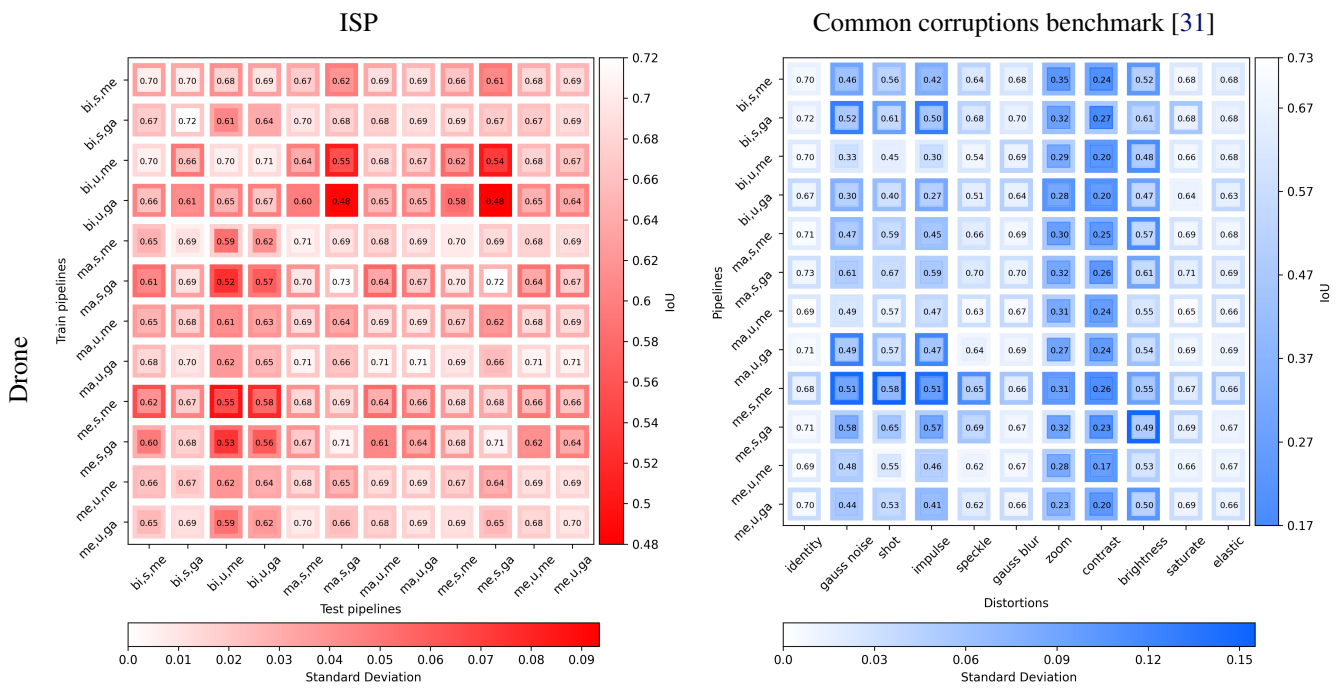 ISP
Common corruptions benchmark [31]
Drone
Train pipelines
bi,s,me 0.70 0.70 0.68 0.69 0.67 0.62 0.69 0.69 0.66 0.61 0.68 0.69
bi,s,ga 0.67 0.72 0.61 0.64 0.70 0.68 0.68 0.69 0.68 0.67 0.67 0.69
bi,u,me 0.70 0.66 0.70 0.71 0.64 0.55 0.68 0.67 0.62 0.54 0.68 0.67
bi,u,ga 0.66 0.61 0.65 0.67 0.60 0.48 0.65 0.65 0.58 0.48 0.65 0.64
ma,s,me 0.65 0.69 0.59 0.62 0.71 0.69 0.68 0.69 0.70 0.69 0.68 0.69
ma,s,ga 0.61 0.69 0.52 0.57 0.70 0.73 0.64 0.67 0.70 0.72 0.64 0.67
ma,u,me 0.65 0.68 0.61 0.63 0.69 0.64 0.69 0.69 0.67 0.62 0.68 0.69
ma,u,ga 0.68 0.70 0.62 0.65 0.71 0.66 0.71 0.71 0.69 0.66 0.71 0.71
me,s,me 0.62 0.67 0.55 0.58 0.68 0.69 0.64 0.66 0.68 0.68 0.66 0.66
me,s,ga 0.60 0.68 0.53 0.56 0.67 0.71 0.61 0.64 0.68 0.71 0.62 0.64
me,u,me 0.66 0.67 0.62 0.64 0.68 0.65 0.69 0.69 0.67 0.64 0.69 0.69
me,u,ga 0.65 0.69 0.59 0.62 0.70 0.66 0.68 0.69 0.69 0.65 0.68 0.70
bi,s,me bi,s,ga bi,u,me bi,u,ga ma,s,me ma,s,ga ma,u,me ma,u,ga me,s,me me,s,ga me,u,me me,u,ga
Test pipelines
0.72
0.7
0.68
0.66
0.64
0.62
0.6
0.58
0.56
0.54
0.52
0.5
0.48
IoU
0.0 0.01 0.02 0.03 0.04 0.05 0.06 0.07 0.08 0.09
Standard Deviation
Pipelines
bi,s,me 0.70 0.46 0.56 0.42 0.64 0.68 0.35 0.24 0.52 0.68 0.68
bi,s,ga 0.72 0.52 0.61 0.50 0.68 0.70 0.32 0.27 0.61 0.68 0.68
bi,u,me 0.70 0.33 0.45 0.30 0.54 0.69 0.29 0.20 0.48 0.66 0.68
bi,u,ga 0.67 0.30 0.40 0.27 0.51 0.64 0.28 0.20 0.47 0.64 0.63
ma,s,me 0.71 0.47 0.59 0.45 0.66 0.69 0.30 0.25 0.57 0.69 0.68
ma,s,ga 0.73 0.61 0.67 0.59 0.70 0.70 0.32 0.26 0.61 0.71 0.69
ma,u,me 0.69 0.49 0.57 0.46 0.63 0.67 0.31 0.24 0.55 0.65 0.66
ma,u,ga 0.71 0.49 0.57 0.47 0.64 0.69 0.27 0.24 0.54 0.69 0.69
me,s,me 0.68 0.51 0.58 0.51 0.65 0.66 0.31 0.26 0.55 0.67 0.66
me,s,ga 0.71 0.58 0.65 0.57 0.69 0.69 0.32 0.23 0.49 0.69 0.67
me,u,me 0.69 0.48 0.55 0.46 0.62 0.67 0.28 0.17 0.53 0.66 0.67
me,u,ga 0.70 0.44 0.53 0.41 0.61 0.68 0.23 0.20 0.50 0.69 0.66
identity gauss noise shot impulse speckle gauss blur zoom contrast brightness saturate elastic
Distortions
0.73
0.67
0.57
0.47
0.37
0.27
0.17
IoU
0.0 0.03 0.06 0.09 0.12 0.15
Standard Deviation